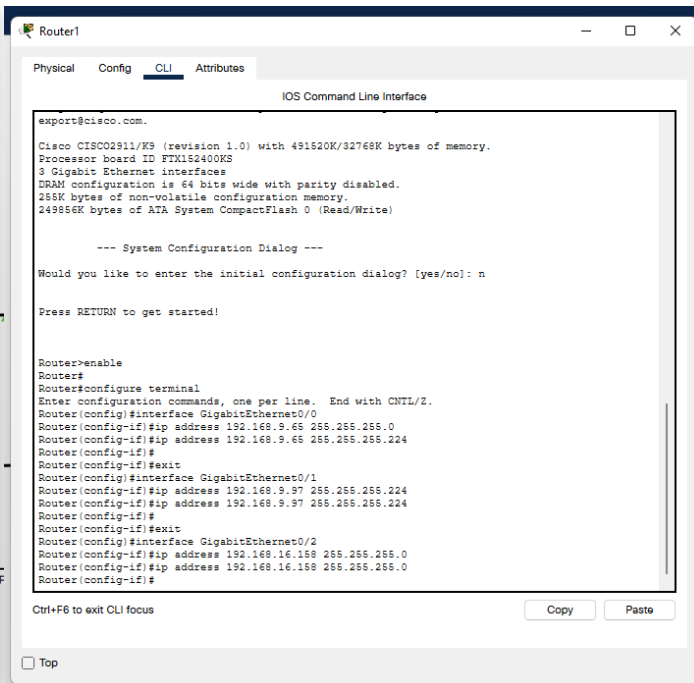 Router1
Physical Config CLI Attributes
IOS Command Line Interface
export@cisco.com.
Cisco CISCO2911/K9 (revision 1.0) with 491520K/32768K bytes of memory.
Processor board ID FTX152400KS
3 Gigabit Ethernet interfaces
DRAM configuration is 64 bits wide with parity disabled.
255K bytes of non-volatile configuration memory.
249856K bytes of ATA System CompactFlash 0 (Read/Write)
--- System Configuration Dialog ---
Would you like to enter the initial configuration dialog? [yes/no]: n
Press RETURN to get started!
Router>enable
Router#
Router#configure terminal
Enter configuration commands, one per line. End with CNTL/Z.
Router(config)#interface GigabitEthernet0/0
Router(config-if)#ip address 192.168.9.65 255.255.255.0
Router(config-if)#ip address 192.168.9.65 255.255.255.224
Router(config-if)#
Router(config-if)#exit
Router(config)#interface GigabitEthernet0/1
Router(config-if)#ip address 192.168.9.97 255.255.255.224
Router(config-if)#ip address 192.168.9.97 255.255.255.224
Router(config-if)#
Router(config-if)#exit
Router(config)#interface GigabitEthernet0/2
Router(config-if)#ip address 192.168.16.158 255.255.255.0
Router(config-if)#ip address 192.168.16.158 255.255.255.0
Router(config-if)#
Ctrl+F6 to exit CLI focus
Copy Paste
Top